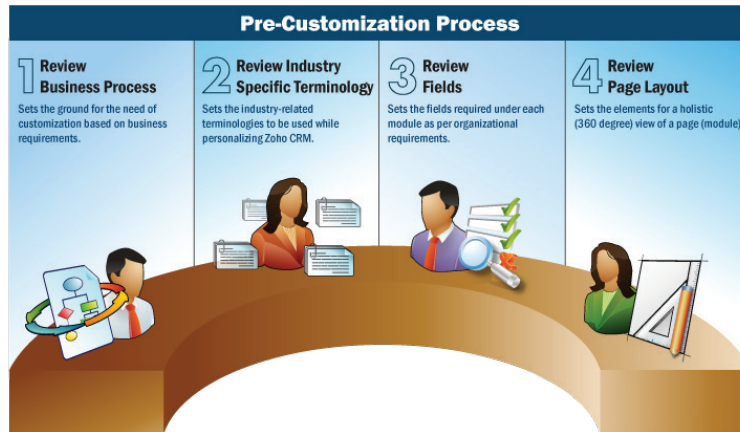 Pre-Customization Process
1 Review
Business Process
Sets the ground for the need of
customization based on business
requirements.
2 Review Industry
Specific Terminology
Sets the industry-related
terminologies to be used while
personalizing Zoho CRM.
3 Review
Fields
Sets the fields required under each
module as per organizational
requirements.
4 Review
Page Layout
Sets the elements for a holistic
(360 degree) view of a page (module)